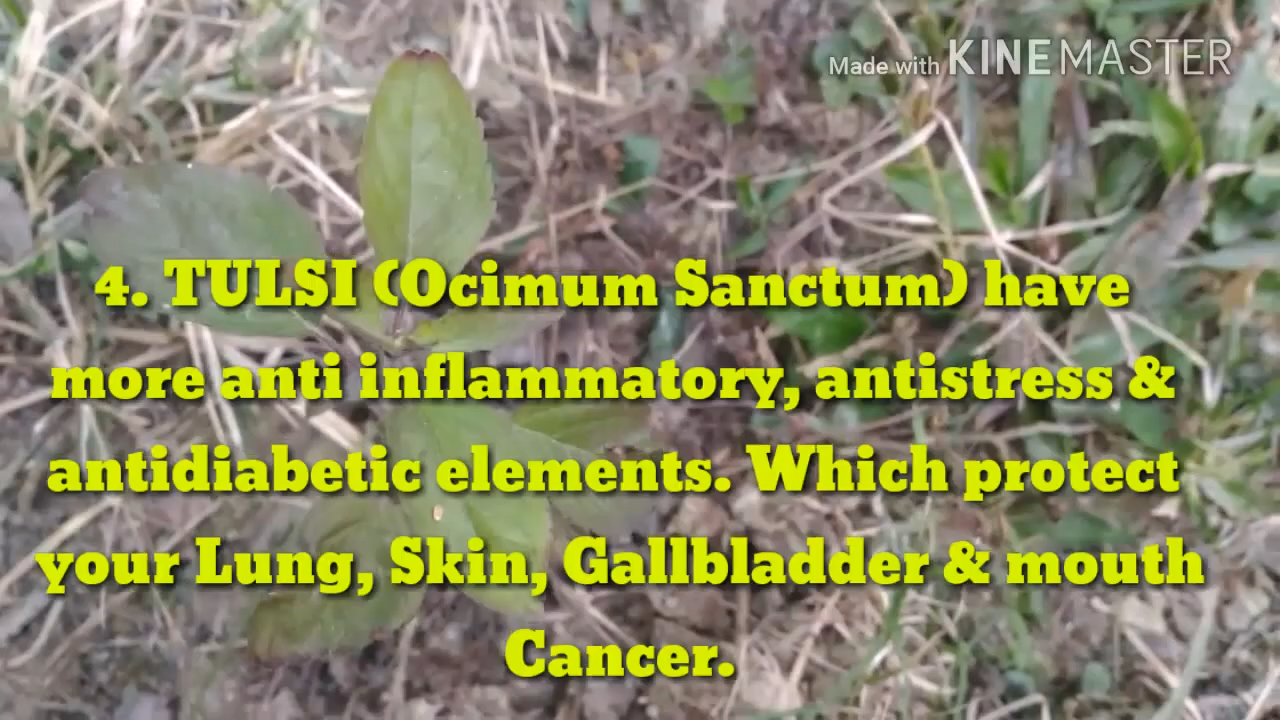 Made with KINEMASTER
4. TULSI (Ocimum Sanctum) have
more anti inflammatory, antistress &
antidiabetic elements. Which protect
your Lung, Skin, Gallbladder & mouth
Cancer.